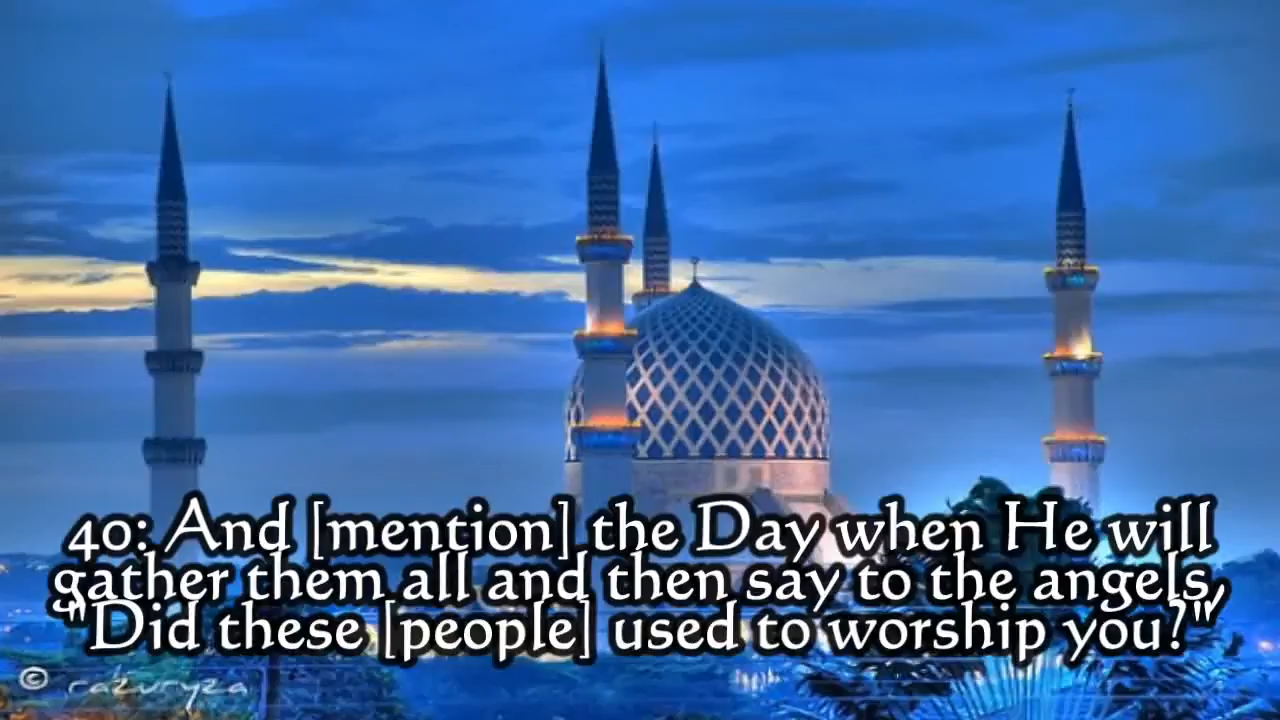 40: And [mention] the Day when He will
gather them all and then say to the angels,
"Did these [people] used to worship you?"
© razuryza